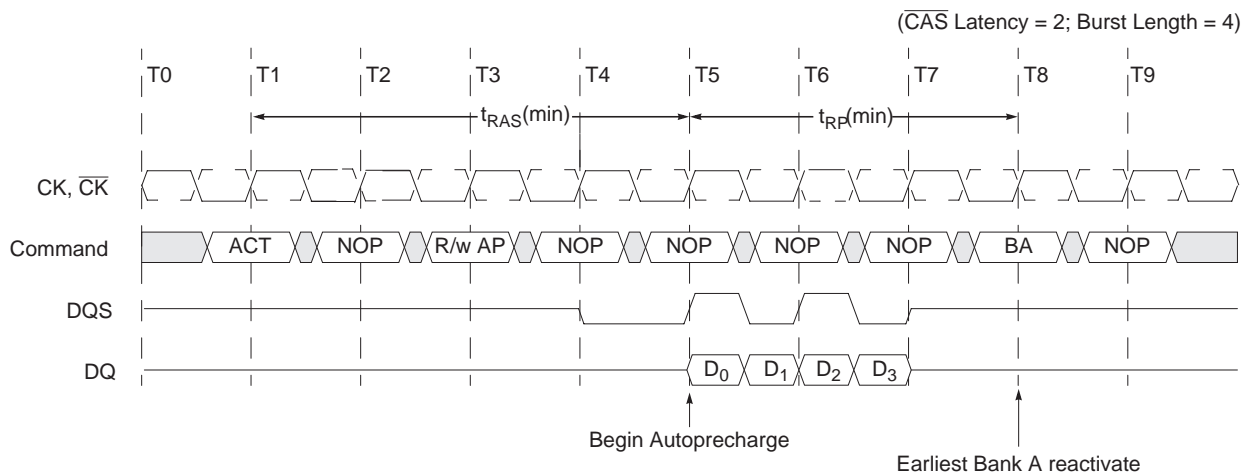 (CAS Latency = 2; Burst Length = 4)
T0 T1 T2 T3 T4 T5 T6 T7 T8 T9
tRAS(min) tRP(min)
CK, CK
Command ACT NOP R/w AP NOP NOP NOP NOP BA NOP
DQS
DQ D0 D1 D2 D3
Begin Autoprecharge
Earliest Bank A reactivate